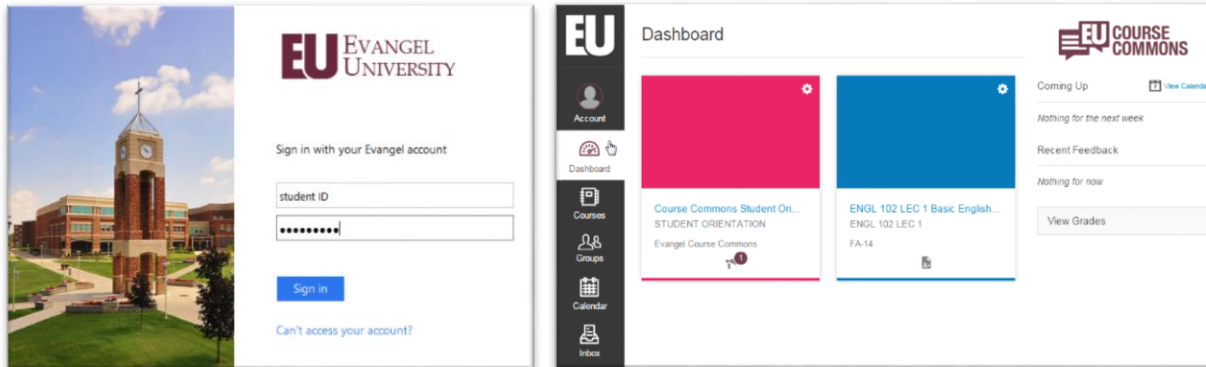 EU EVANGEL
UNIVERSITY
Sign in with your Evangel account
student ID
•••••••••
Sign in
Can't access your account?
EU
Account
Dashboard
Courses
Groups
Calendar
Inbox
Dashboard
Course Commons Student Ori...
STUDENT ORIENTATION
Evangel Course Commons
1
ENGL 102 LEC 1 Basic English...
ENGL 102 LEC 1
FA-14
EU COURSE
COMMONS
Coming Up
View Calenda
Nothing for the next week
Recent Feedback
Nothing for now
View Grades